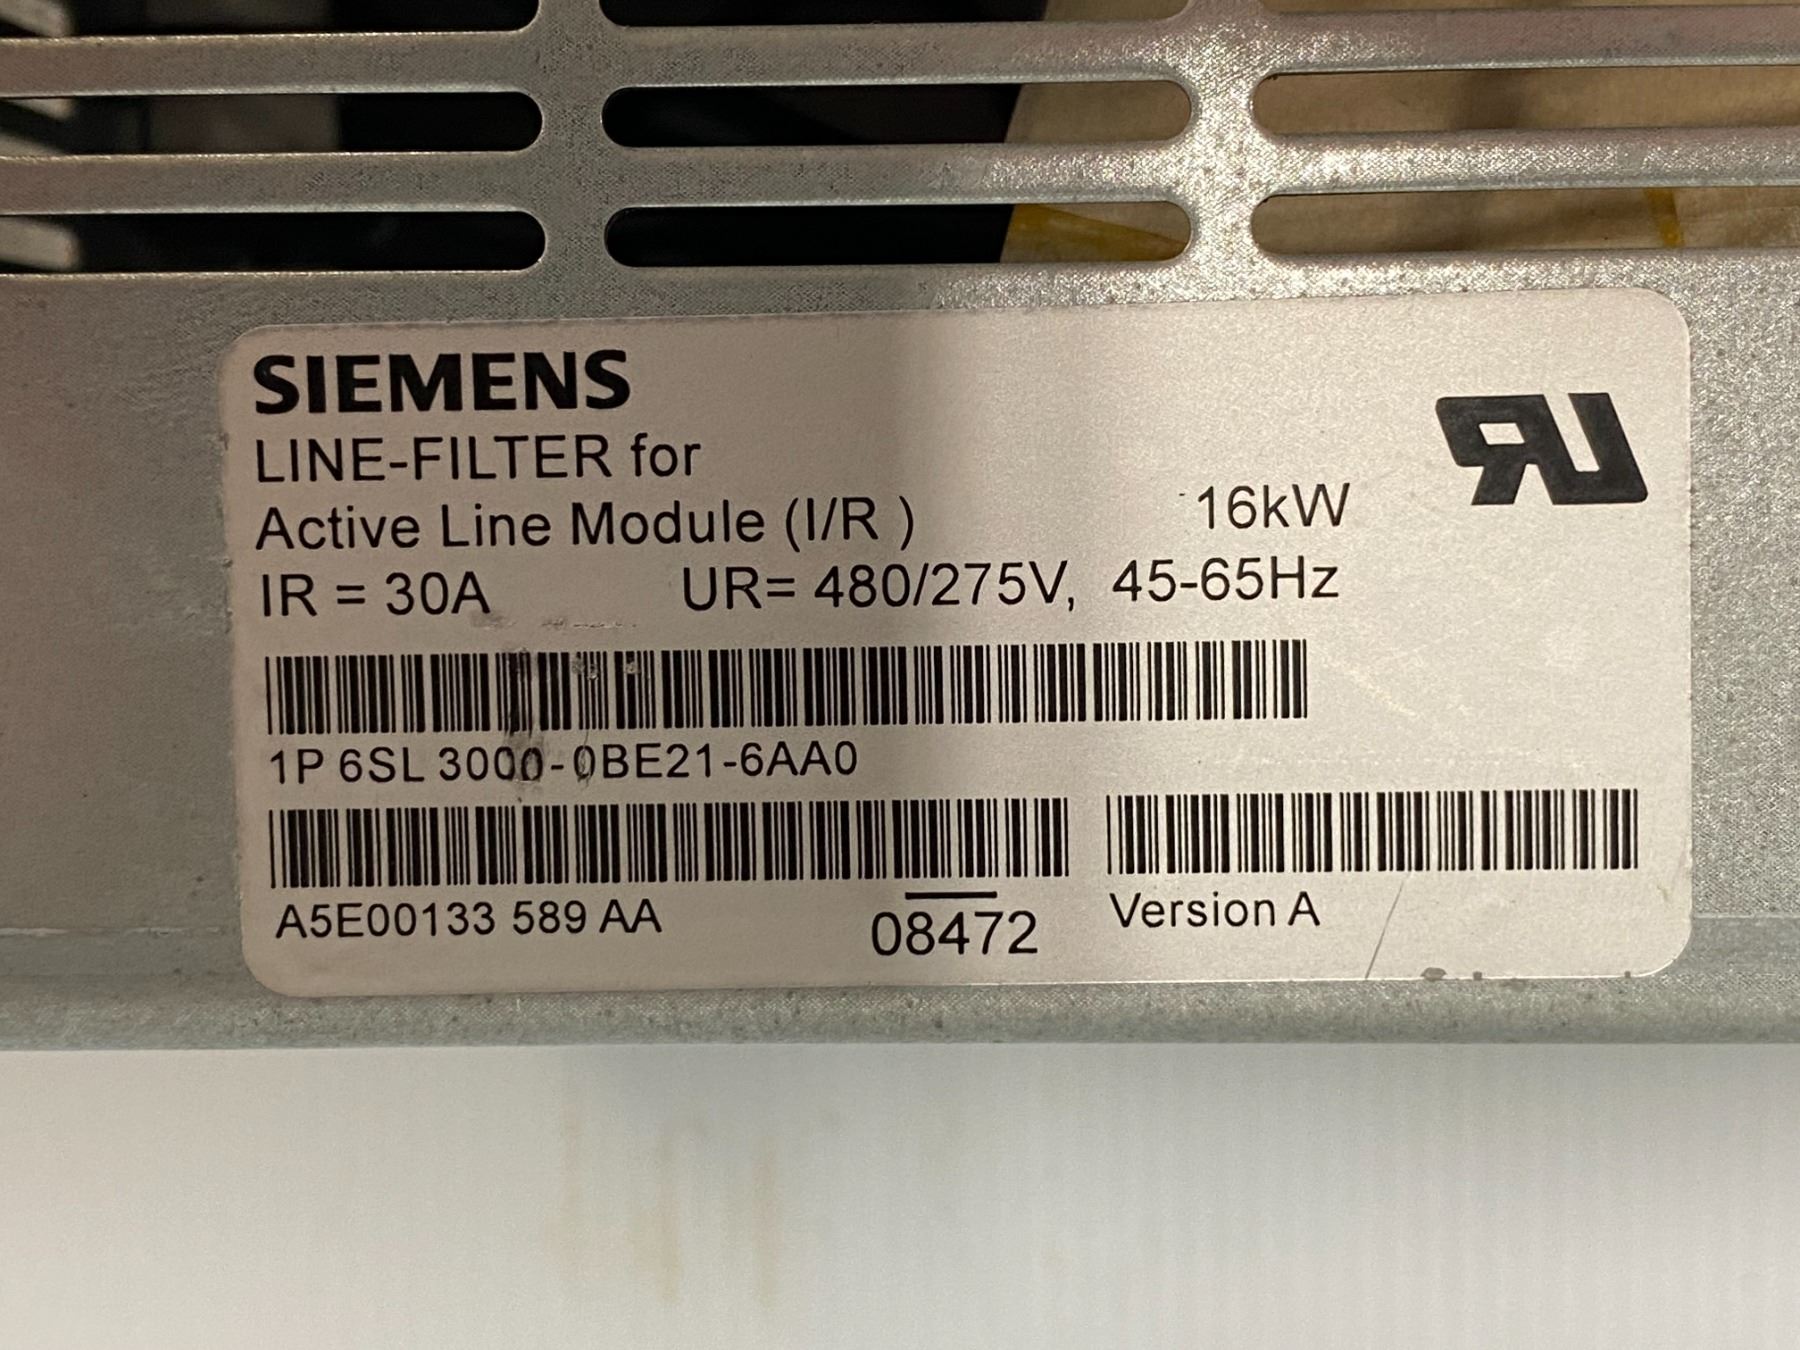 SIEMENS
LINE-FILTER for
Active Line Module (I/R ) 16kW
IR = 30A UR= 480/275V, 45-65Hz
1P 6SL 3000-0BE21-6AA0
A5E00133 589 AA 08472 Version A